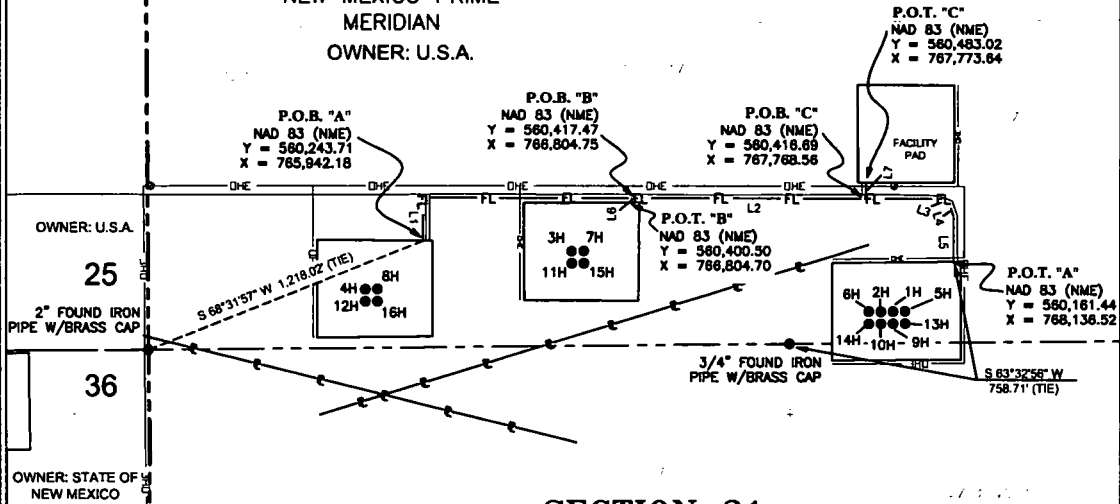 NEW MEXICO PRIME
MERIDIAN
OWNER: U.S.A.
P.O.T. "C"
NAD 83 (NME)
Y = 560,483.02
X = 767,773.64
P.O.B. "A"
NAD 83 (NME)
Y = 560,243.71
X = 765,942.18
P.O.B. "B"
NAD 83 (NME)
Y = 560,417.47
X = 766,804.75
P.O.B. "C"
NAD 83 (NME)
Y = 560,416.69
X = 767,768.56
FACILITY
PAD
OHE
OHE
OHE
OHE
FL
FL
FL
FL
FL
FL
FL
L1
L6
L2
L7
L3
L4
L5
P.O.T. "B"
NAD 83 (NME)
Y = 560,400.50
X = 766,804.70
OWNER: U.S.A.
25
S 68°31'57" W 1,218.02' (TIE)
8H
4H
12H
16H
3H 7H
11H 15H
6H 2H 1H 5H
13H
14H 10H 9H
P.O.T. "A"
NAD 83 (NME)
Y = 560,161.44
X = 768,136.52
2" FOUND IRON
PIPE W/BRASS CAP
36
3/4" FOUND IRON
PIPE W/BRASS CAP
S 63°32'56" W
758.71' (TIE)
OWNER: STATE OF
NEW MEXICO